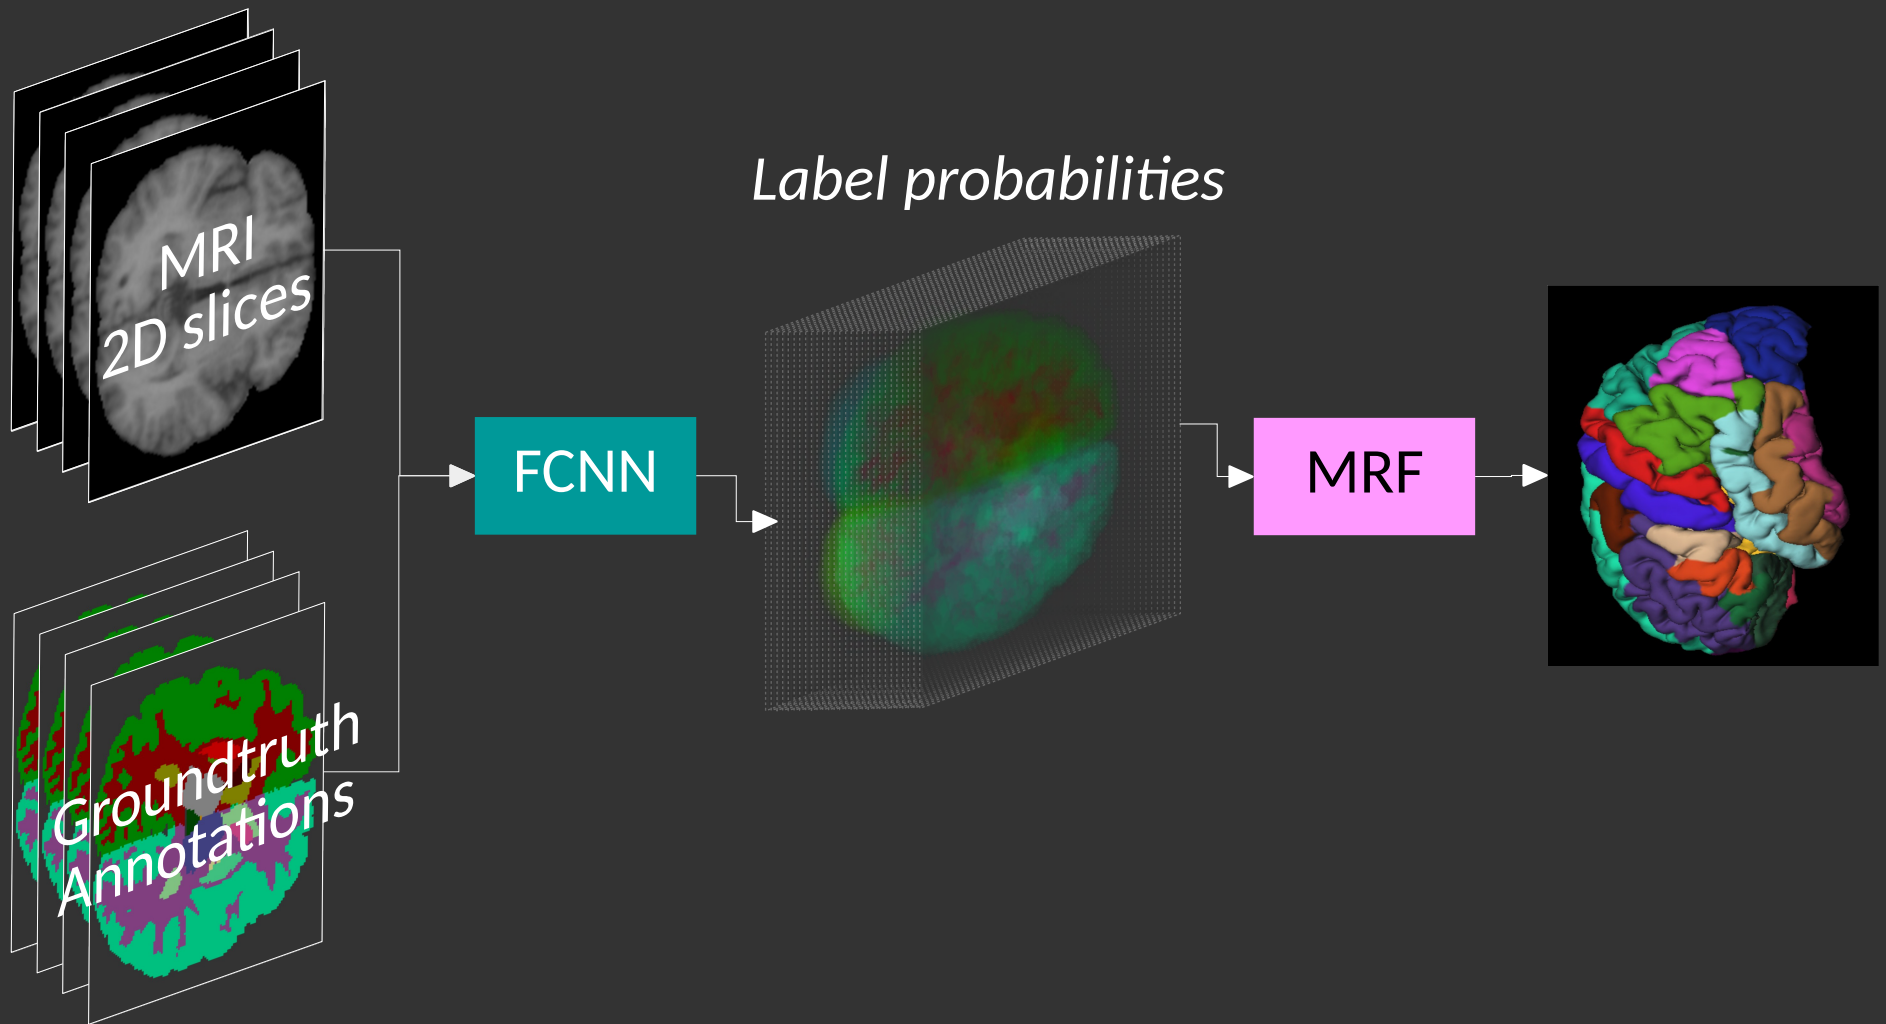 MRI
2D slices
Groundtruth
Annotations
FCNN
Label probabilities
MRF